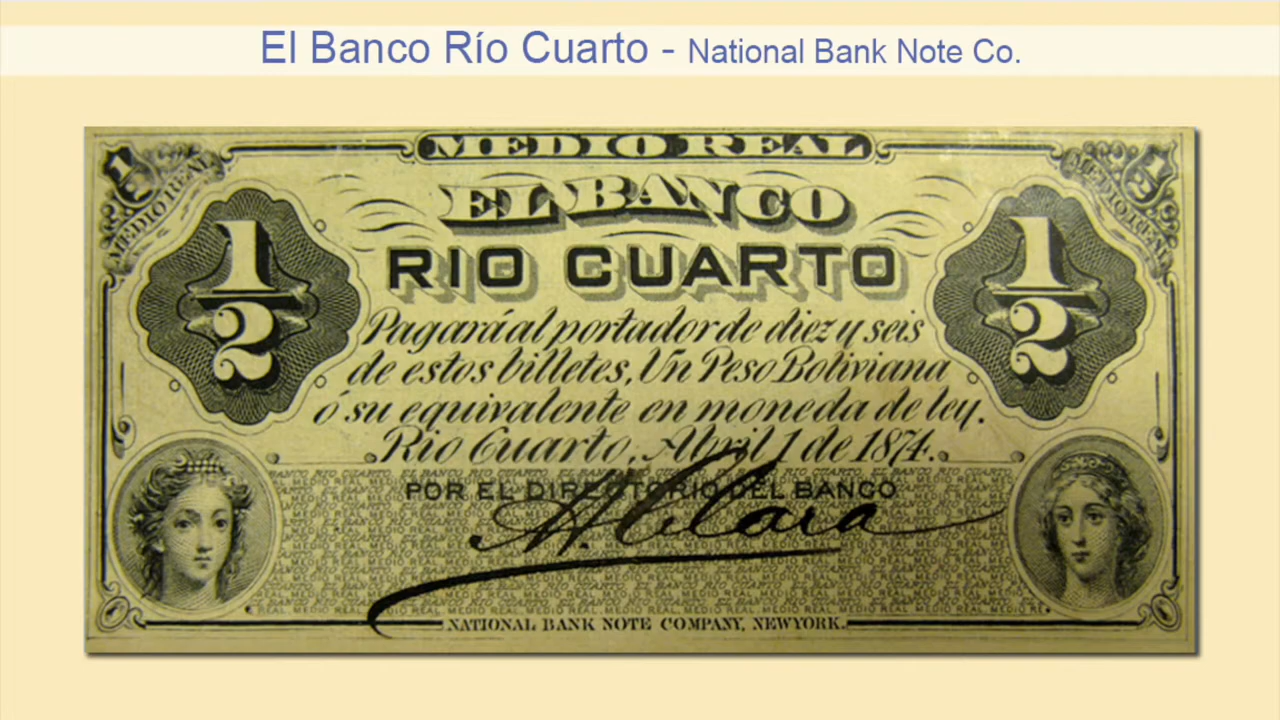 El Banco Río Cuarto - National Bank Note Co.
MEDIO REAL
1/2 MEDIO REAL
1/2 MEDIO REAL
EL BANCO
RIO CUARTO
1/2
1/2
Pagará al portador de diez y seis
de estos billetes, Un Peso Boliviana
ó su equivalente en moneda de ley.
Rio Cuarto, Abril 1 de 1874.
POR EL DIRECTORIO DEL BANCO
NATIONAL BANK NOTE COMPANY, NEW YORK.